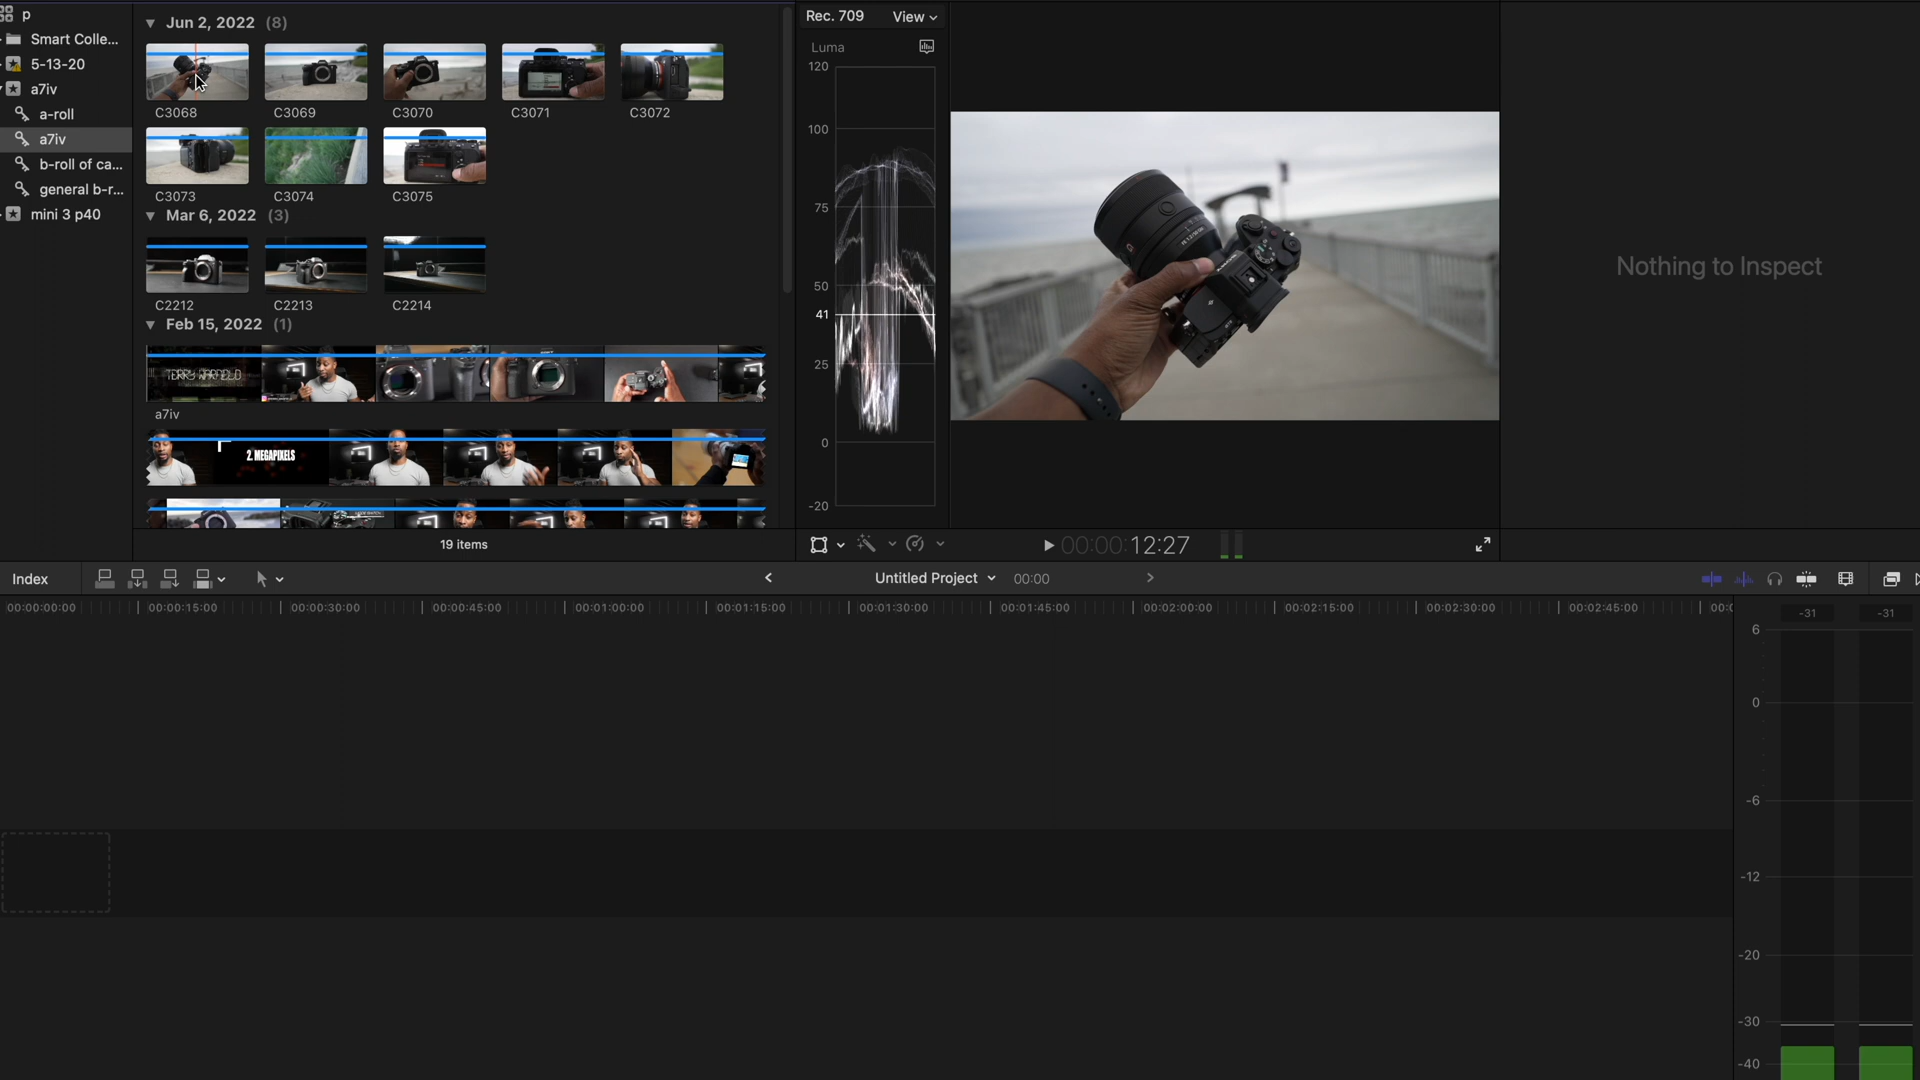 p
Smart Colle...
5-13-20
a7iv
a-roll
a7iv
b-roll of ca...
general b-r...
mini 3 p40
Jun 2, 2022 (8)
C3068
C3069
C3070
C3071
C3072
C3073
C3074
C3075
Mar 6, 2022 (3)
C2212
C2213
C2214
Feb 15, 2022 (1)
TERRY WARFIELD
a7iv
2. MEGAPIXELS
19 items
Rec. 709
View
Luma
120
100
75
50
41
25
0
-20
00:00:12:27
Nothing to Inspect
Index
Untitled Project
00:00
00:00:00:00
00:00:15:00
00:00:30:00
00:00:45:00
00:01:00:00
00:01:15:00
00:01:30:00
00:01:45:00
00:02:00:00
00:02:15:00
00:02:30:00
00:02:45:00
00:0
-31
-31
6
0
-6
-12
-20
-30
-40